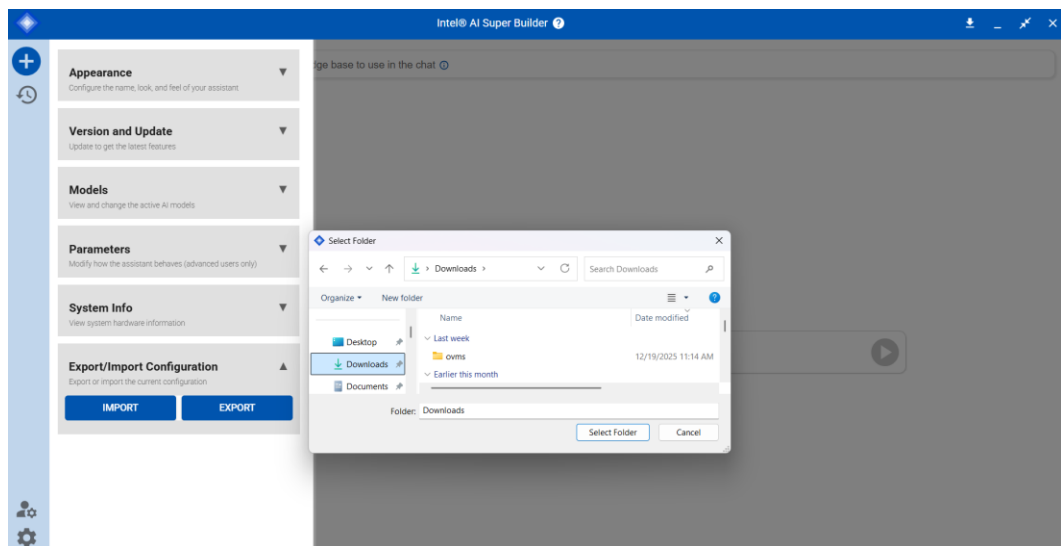 Intel® AI Super Builder ?
Appearance
Configure the name, look, and feel of your assistant
Version and Update
Update to get the latest features
Models
View and change the active AI models
Parameters
Modify how the assistant behaves (advanced users only)
System Info
View system hardware information
Export/Import Configuration
Export or import the current configuration
IMPORT EXPORT
dge base to use in the chat
Select Folder
Downloads
Search Downloads
Organize New folder ?
Name Date modified
Desktop
Downloads
Documents
Last week
ovms 12/19/2025 11:14 AM
Earlier this month
Folder: Downloads
Select Folder Cancel